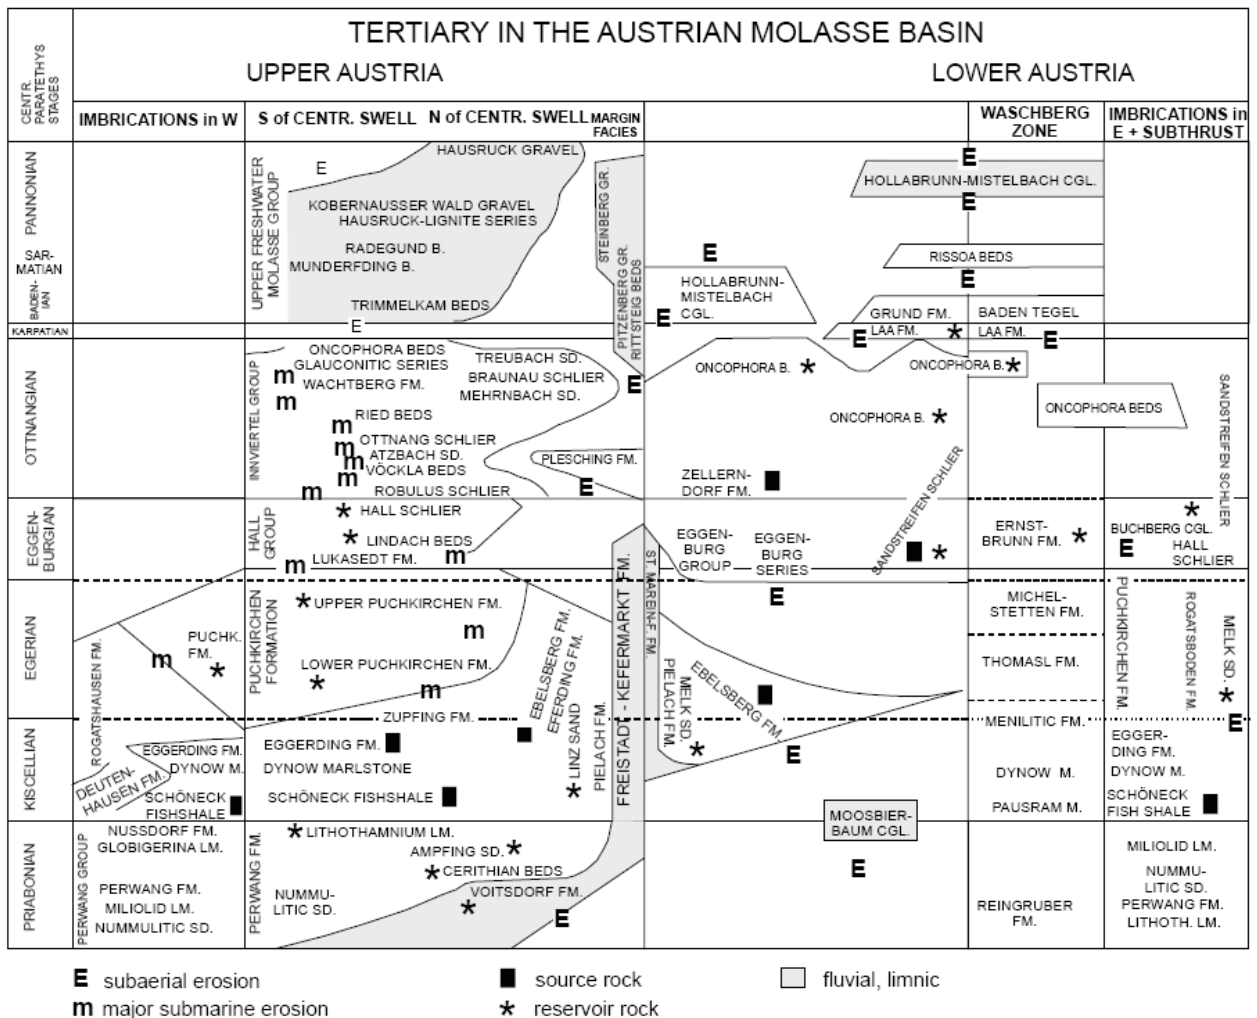 TERTIARY IN THE AUSTRIAN MOLASSE BASIN
UPPER AUSTRIA
LOWER AUSTRIA
CENTR.
PARATETHYS
STAGES
IMBRICATIONS in W
S of CENTR. SWELL
N of CENTR. SWELL
MARGIN
FACIES
WASCHBERG
ZONE
IMBRICATIONS in
E + SUBTHRUST
PANNONIAN
SAR-
MATIAN
BADEN-
IAN
KARPATIAN
OTTNANGIAN
EGGEN-
BURGIAN
EGERIAN
KISCELLIAN
PRIABONIAN
UPPER FRESHWATER
MOLASSE GROUP
E
HAUSRUCK GRAVEL
KOBERNAUSSER WALD GRAVEL
HAUSRUCK-LIGNITE SERIES
RADEGUND B.
MUNDERFDING B.
TRIMMELKAM BEDS
E
STEINBERG GR.
PITZENBERG GR.
RITTSTEIG BEDS
E
HOLLABRUNN-
MISTELBACH
CGL.
E
E
HOLLABRUNN-MISTELBACH CGL.
E
RISSOA BEDS
E
GRUND FM.
BADEN TEGEL
E
LAA FM.
*
LAA FM.
E
INNVIERTEL GROUP
ONCOPHORA BEDS
GLAUCONITIC SERIES
m
WACHTBERG FM.
m
TREUBACH SD.
BRAUNAU SCHLIER
MEHRNBACH SD.
E
RIED BEDS
m
OTTNANG SCHLIER
m
ATZBACH SD.
m
VÖCKLA BEDS
m
ROBULUS SCHLIER
m
PLESCHING FM.
E
ONCOPHORA B. *
ONCOPHORA B. *
ONCOPHORA B. *
ONCOPHORA BEDS
ZELLERN-
DORF FM.
SANDSTREIFEN SCHLIER
*
SANDSTREIFEN SCHLIER
HALL
GROUP
* HALL SCHLIER
* LINDACH BEDS
m
LUKASEDT FM.
m
EGGEN-
BURG
GROUP
EGGEN-
BURG
SERIES
ERNST-
BRUNN FM. *
*
BUCHBERG CGL.
E
HALL
SCHLIER
ROGATSHAUSEN FM.
m
PUCHK.
FM.
*
PUCHKIRCHEN
FORMATION
* UPPER PUCHKIRCHEN FM.
m
LOWER PUCHKIRCHEN FM.
*
m
ZUPFING FM.
EBELSBERG FM.
EFERDING FM.
* LINZ SAND
PIELACH FM.
FREISTADT - KEFERMARKT FM.
ST. MAREIN-F. FM.
PIELACH FM.
MELK SD.
*
EBELSBERG FM.
E
E
MICHEL-
STETTEN FM.
THOMASL FM.
MENILITIC FM.
DYNOW M.
PAUSRAM M.
PUCHKIRCHEN FM.
ROGATSBODEN FM.
MELK SD.
*
E
DEUTEN-
HAUSEN FM.
EGGERDING FM.
DYNOW M.
SCHÖNECK
FISHSHALE
EGGERDING FM.
DYNOW MARLSTONE
SCHÖNECK FISHSHALE
EGGER-
DING FM.
DYNOW M.
SCHÖNECK
FISH SHALE
PERWANG GROUP
NUSSDORF FM.
GLOBIGERINA LM.
PERWANG FM.
MILIOLID LM.
NUMMULITIC SD.
PERWANG FM.
* LITHOTHAMNIUM LM.
AMPFING SD. *
* CERITHIAN BEDS
NUMMU-
LITIC SD.
VOITSDORF FM.
*
E
MOOSBIER-
BAUM CGL.
E
REINGRUBER
FM.
MILIOLID LM.
NUMMU-
LITIC SD.
PERWANG FM.
LITHOTH. LM.
E subaerial erosion
source rock
fluvial, limnic
m major submarine erosion
* reservoir rock